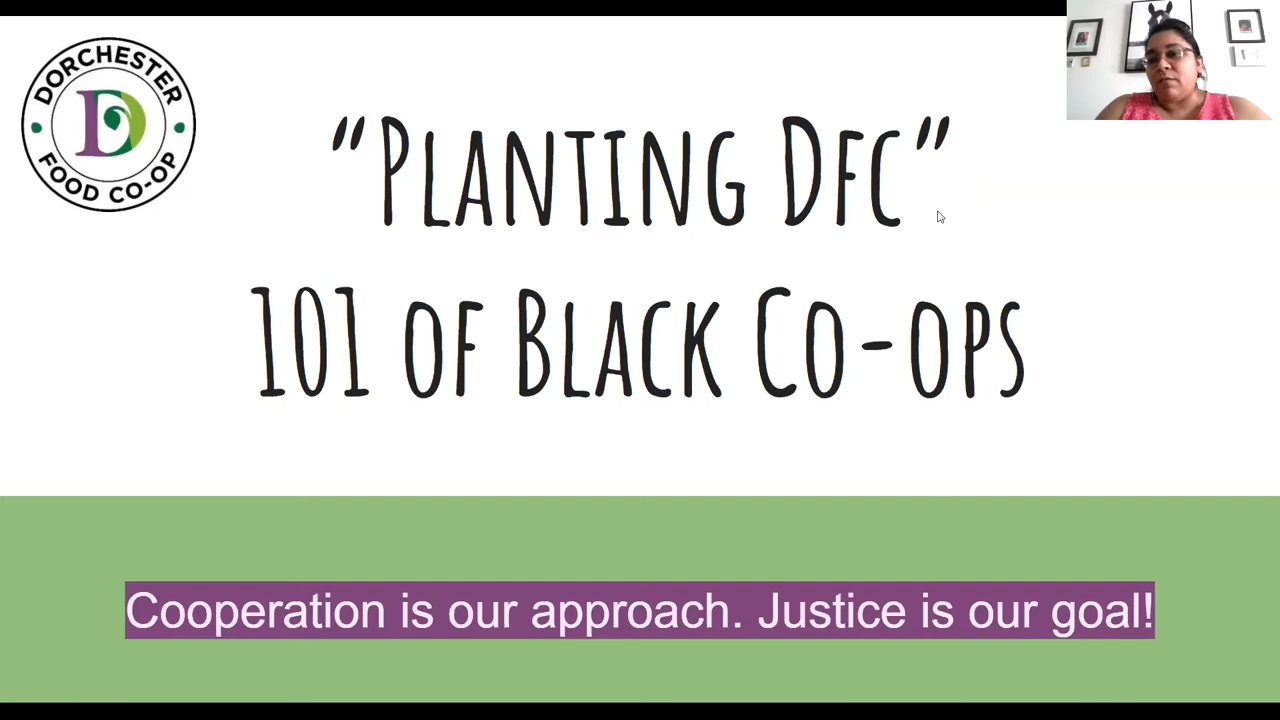 DORCHESTER
FOOD CO-OP
“PLANTING DFC”
101 OF BLACK CO-OPS
Cooperation is our approach. Justice is our goal!